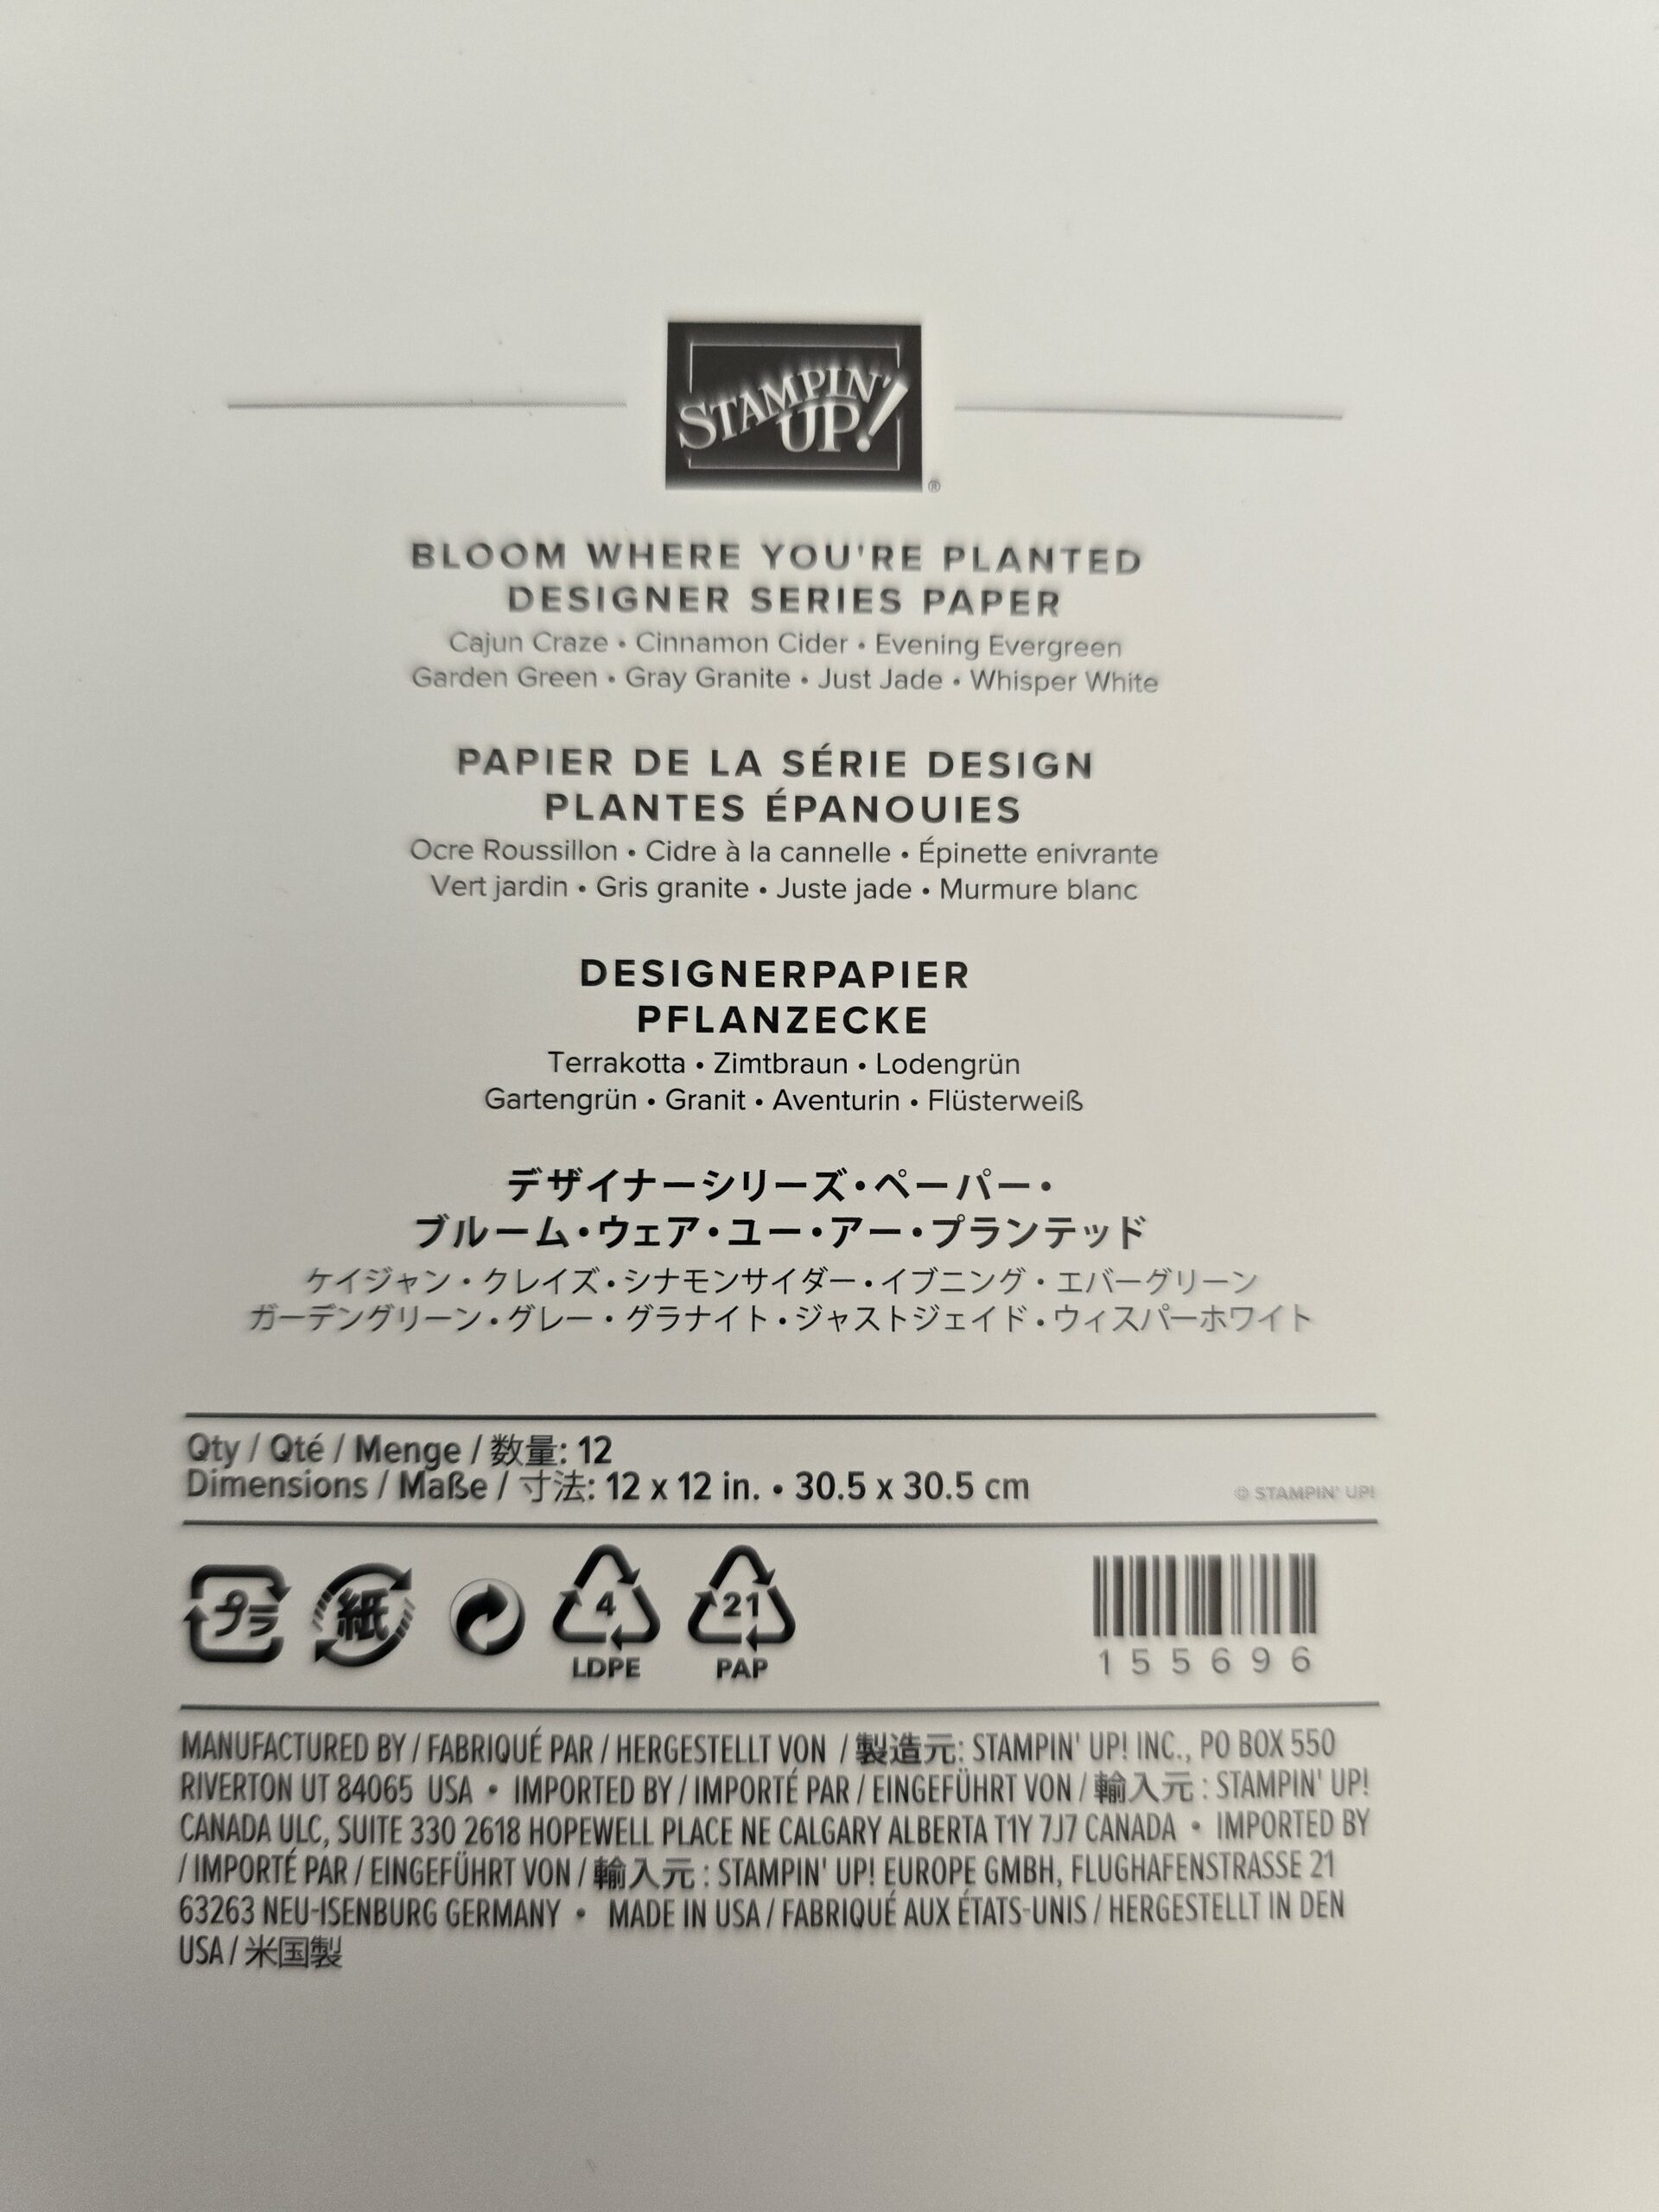 STAMPIN' UP! ®
BLOOM WHERE YOU'RE PLANTED
DESIGNER SERIES PAPER
Cajun Craze • Cinnamon Cider • Evening Evergreen
Garden Green • Gray Granite • Just Jade • Whisper White
PAPIER DE LA SÉRIE DESIGN
PLANTES ÉPANOUIES
Ocre Roussillon • Cidre à la cannelle • Épinette enivrante
Vert jardin • Gris granite • Juste jade • Murmure blanc
DESIGNERPAPIER
PFLANZECKE
Terrakotta • Zimtbraun • Lodengrün
Gartengrün • Granit • Aventurin • Flüsterweiß
デザイナーシリーズ・ペーパー・
ブルーム・ウェア・ユー・アー・プランテッド
ケイジャン・クレイズ・シナモンサイダー・イブニング・エバーグリーン
ガーデングリーン・グレー・グラナイト・ジャストジェイド・ウィスパーホワイト
Qty / Qté / Menge / 数量: 12
Dimensions / Maße / 寸法: 12 x 12 in. • 30.5 x 30.5 cm
© STAMPIN' UP!
プラ 紙 4 21
LDPE PAP
155696
MANUFACTURED BY / FABRIQUÉ PAR / HERGESTELLT VON / 製造元: STAMPIN' UP! INC., PO BOX 550
RIVERTON UT 84065 USA • IMPORTED BY / IMPORTÉ PAR / EINGEFÜHRT VON / 輸入元 : STAMPIN' UP!
CANADA ULC, SUITE 330 2618 HOPEWELL PLACE NE CALGARY ALBERTA T1Y 7J7 CANADA • IMPORTED BY
/ IMPORTÉ PAR / EINGEFÜHRT VON / 輸入元 : STAMPIN' UP! EUROPE GMBH, FLUGHAFENSTRASSE 21
63263 NEU-ISENBURG GERMANY • MADE IN USA / FABRIQUÉ AUX ÉTATS-UNIS / HERGESTELLT IN DEN
USA / 米国製